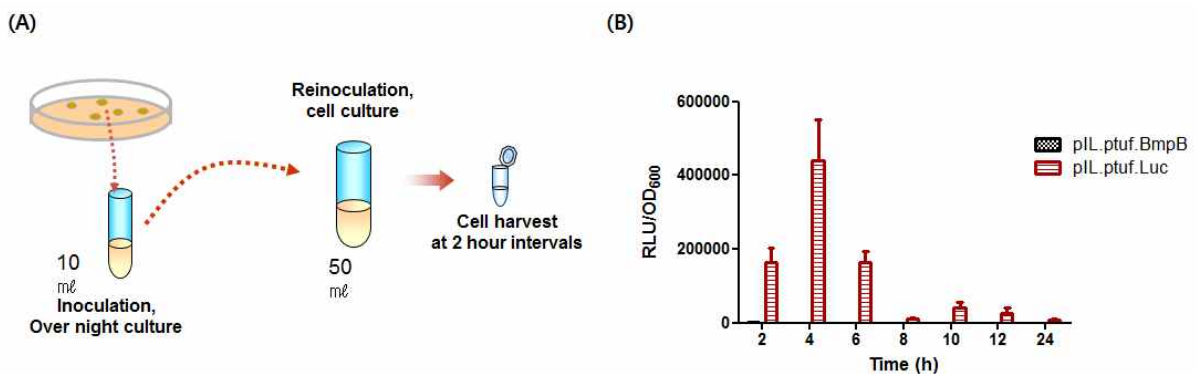 (A)
Reinoculation,
cell culture
10
㎖
Inoculation,
Over night culture
50
㎖
Cell harvest
at 2 hour intervals
(B)
RLU/OD600
600000
400000
200000
0
2 4 6 8 10 12 24
Time (h)
pIL.ptuf.BmpB
pIL.ptuf.Luc